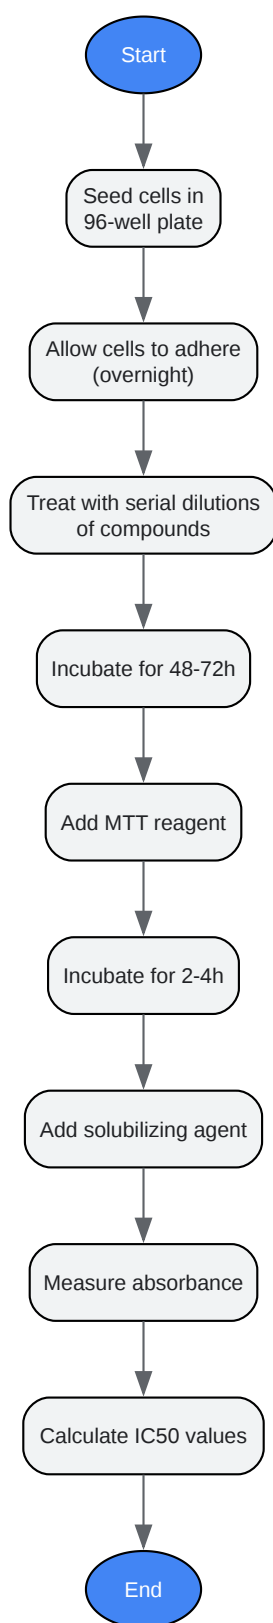 Start
Seed cells in
96-well plate
Allow cells to adhere
(overnight)
Treat with serial dilutions
of compounds
Incubate for 48-72h
Add MTT reagent
Incubate for 2-4h
Add solubilizing agent
Measure absorbance
Calculate IC50 values
End